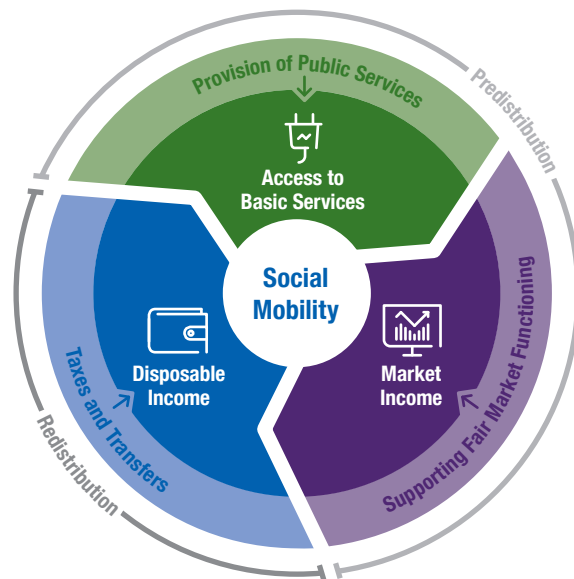 Provision of Public Services
Predistribution
Access to
Basic Services
Social
Mobility
Disposable
Income
Market
Income
Taxes and Transfers
Supporting Fair Market Functioning
Redistribution